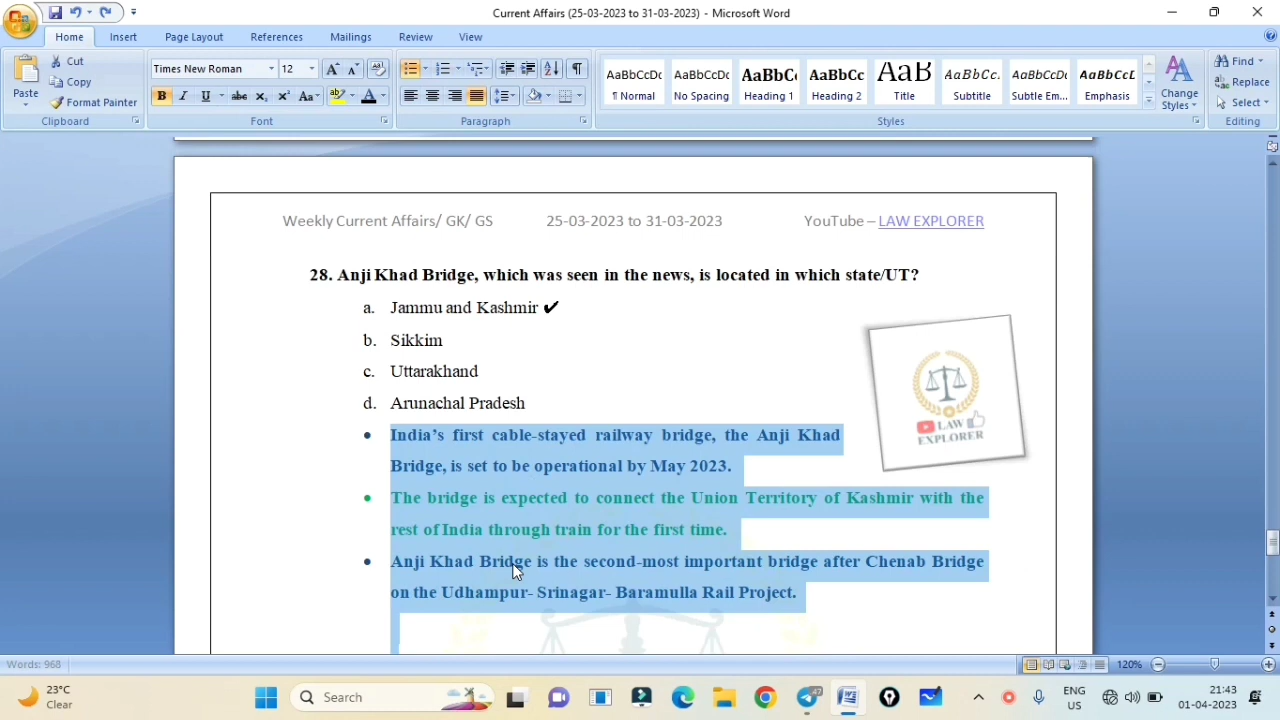 Current Affairs (25-03-2023 to 31-03-2023) - Microsoft Word
Home Insert Page Layout References Mailings Review View
Paste
Cut
Copy
Format Painter
Clipboard
Times New Roman 12
B I U abc X₂ X² Aa
Font
Paragraph
AaBbCcDc AaBbCcDc AaBbCc AaBbCc AaB AaBbCc. AaBbCcDc AaBbCcL
¶ Normal No Spacing Heading 1 Heading 2 Title Subtitle Subtle Em... Emphasis
Styles
Change Styles
Find
Replace
Select
Editing
Weekly Current Affairs/ GK/ GS 25-03-2023 to 31-03-2023 YouTube – LAW EXPLORER
28. Anji Khad Bridge, which was seen in the news, is located in which state/UT?
a. Jammu and Kashmir ✔
b. Sikkim
c. Uttarakhand
d. Arunachal Pradesh
LAW
EXPLORER
• India's first cable-stayed railway bridge, the Anji Khad
Bridge, is set to be operational by May 2023.
• The bridge is expected to connect the Union Territory of Kashmir with the
rest of India through train for the first time.
• Anji Khad Bridge is the second-most important bridge after Chenab Bridge
on the Udhampur- Srinagar- Baramulla Rail Project.
Words: 968
120%
23°C
Clear
Search
47
ENG
US
21:43
01-04-2023